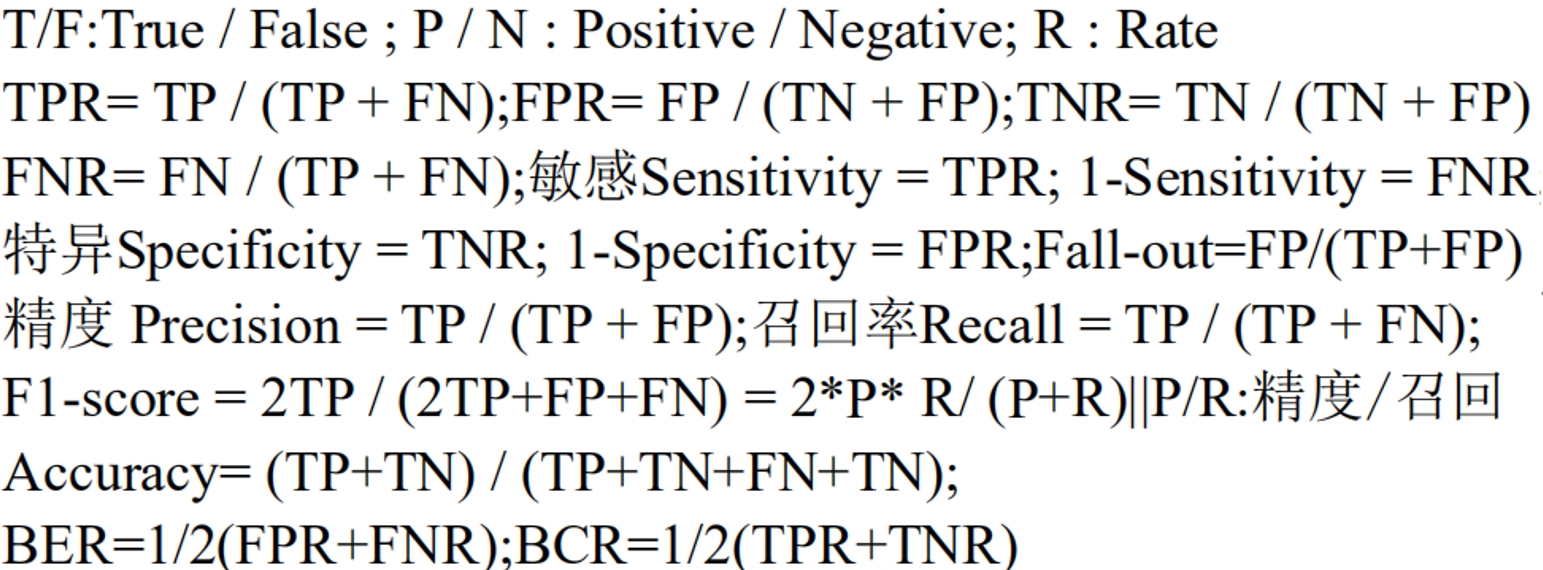 T/F:True / False ; P / N : Positive / Negative; R : Rate
TPR= TP / (TP + FN);FPR= FP / (TN + FP);TNR= TN / (TN + FP)
FNR= FN / (TP + FN);敏感Sensitivity = TPR; 1-Sensitivity = FNR;
特异Specificity = TNR; 1-Specificity = FPR;Fall-out=FP/(TP+FP)
精度 Precision = TP / (TP + FP);召回率Recall = TP / (TP + FN);
F1-score = 2TP / (2TP+FP+FN) = 2*P* R/ (P+R)||P/R:精度/召回
Accuracy= (TP+TN) / (TP+TN+FN+TN);
BER=1/2(FPR+FNR);BCR=1/2(TPR+TNR)